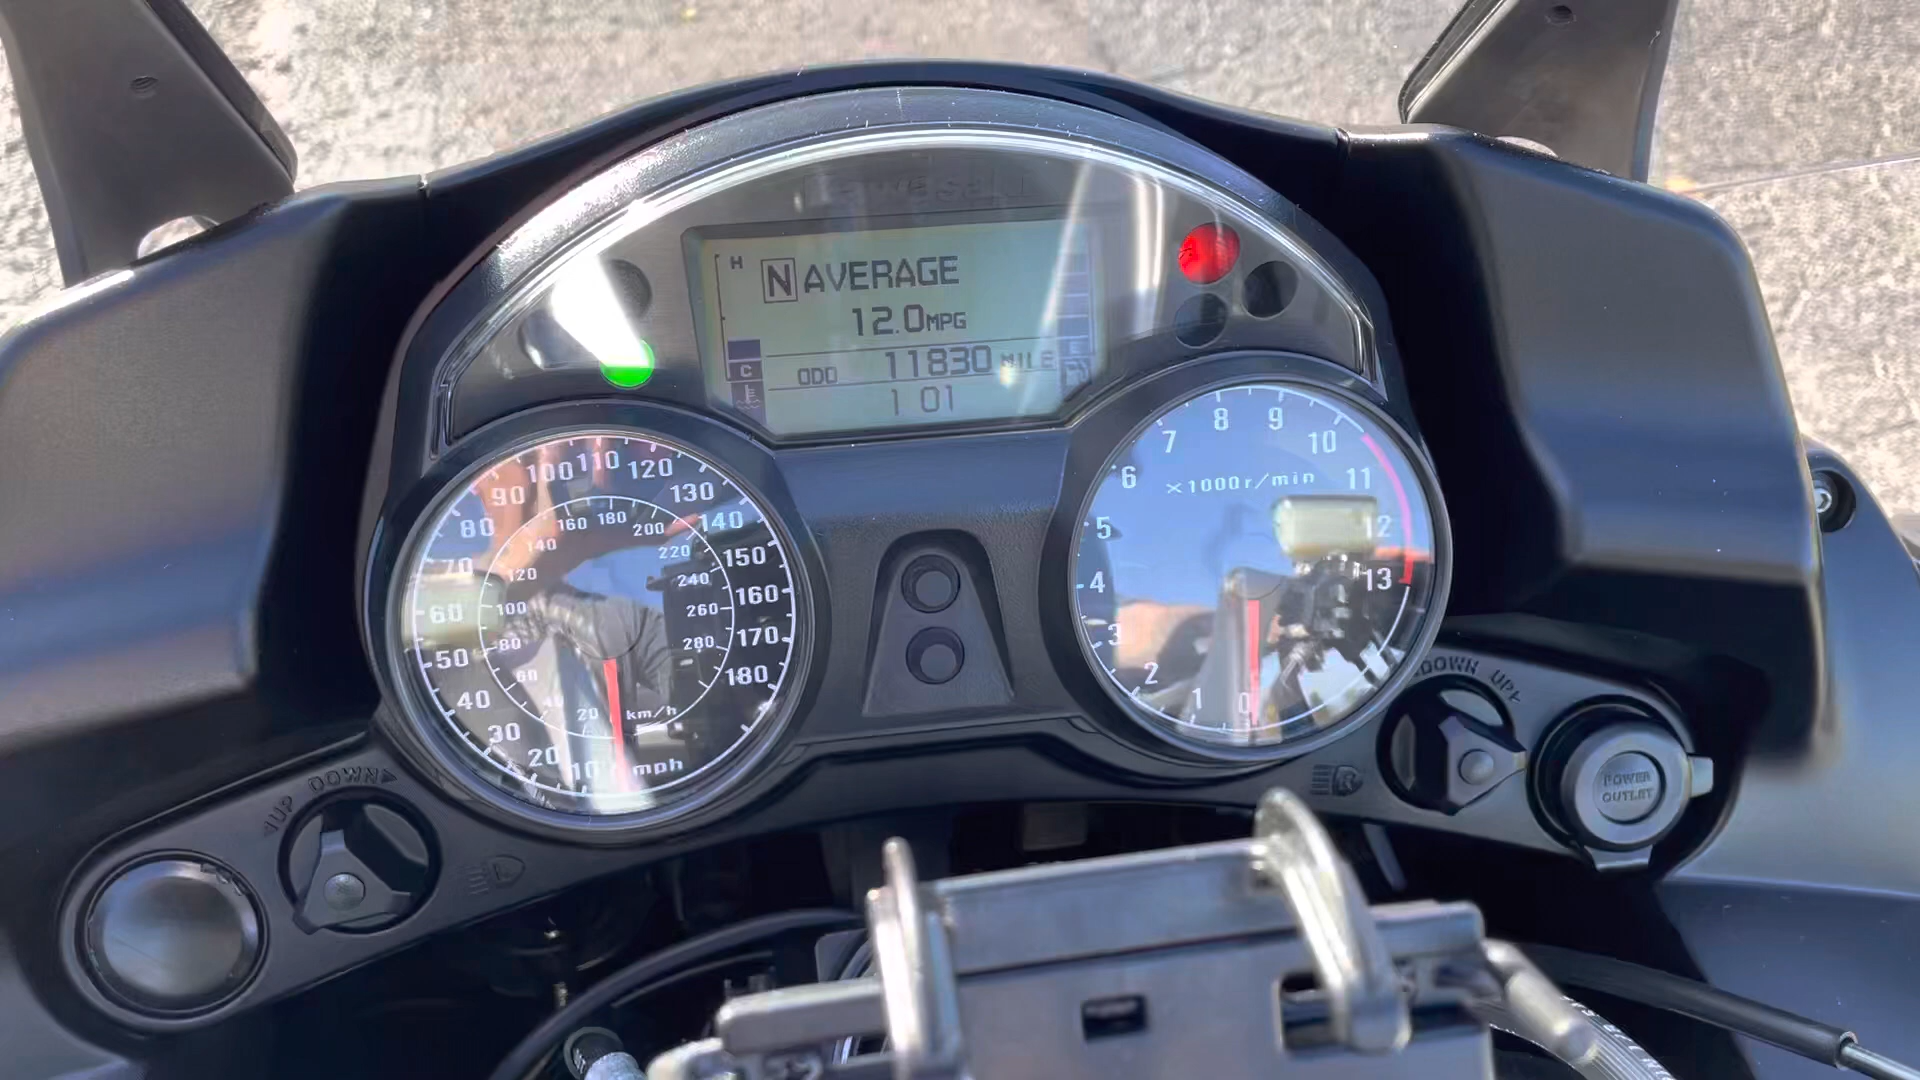 Kawasaki
H
N AVERAGE
12.0MPG
C
ODO 11830 MILE
1 01
10 20 30 40 50 60 70 80 90 100 110 120 130 140 150 160 170 180
20 40 60 80 100 120 140 160 180 200 220 240 260 280
km/h
mph
0 1 2 3 4 5 6 7 8 9 10 11 12 13
×1000r/min
UP DOWN
DOWN UP
R
POWER
OUTLET